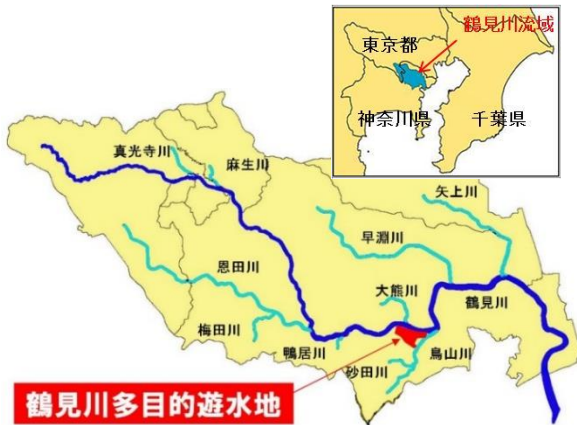 鶴見川流域
東京都
神奈川県
千葉県
真光寺川
麻生川
矢上川
早淵川
恩田川
大熊川
鶴見川
梅田川
鴨居川
鳥山川
砂田川
鶴見川多目的遊水地